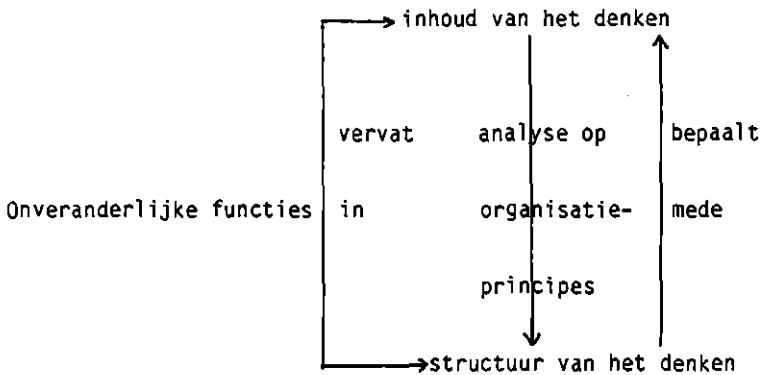 inhoud van het denken
vervat analyse op bepaalt
Onveranderlijke functies in organisatie- mede
principes
structuur van het denken